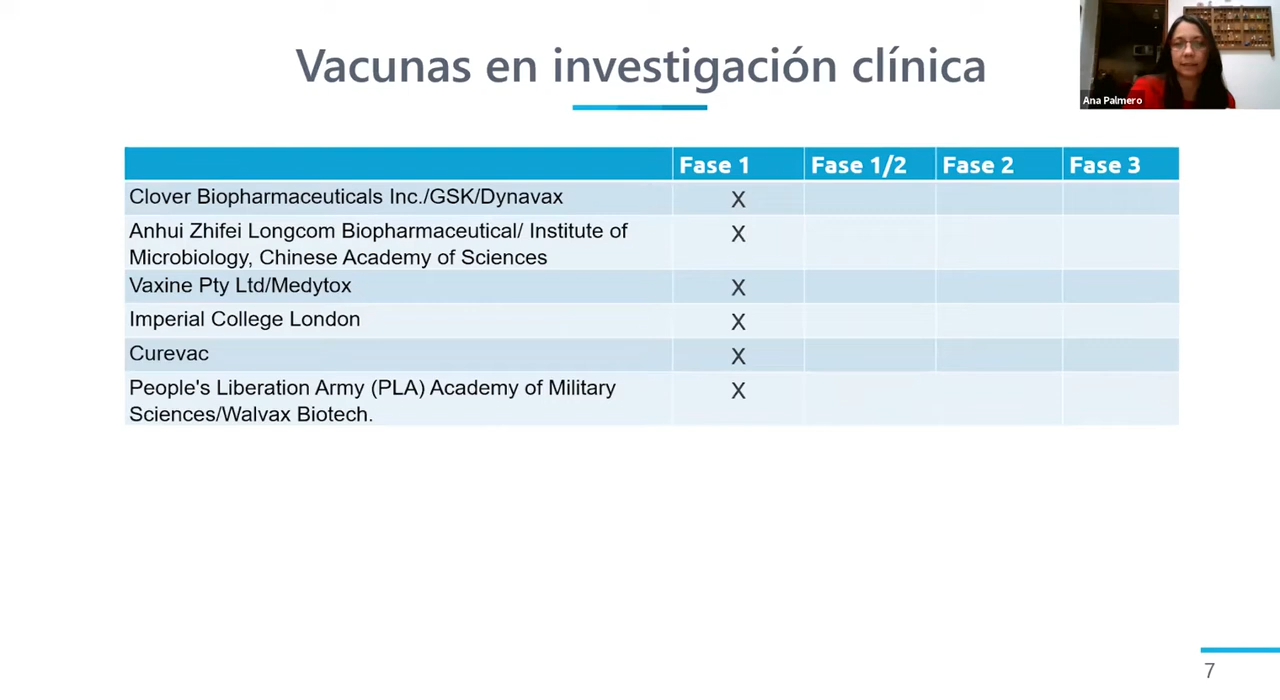 Vacunas en investigación clínica
Ana Palmero
Fase 1 Fase 1/2 Fase 2 Fase 3
Clover Biopharmaceuticals Inc./GSK/Dynavax X
Anhui Zhifei Longcom Biopharmaceutical/ Institute of X
Microbiology, Chinese Academy of Sciences
Vaxine Pty Ltd/Medytox X
Imperial College London X
Curevac X
People's Liberation Army (PLA) Academy of Military X
Sciences/Walvax Biotech.
7